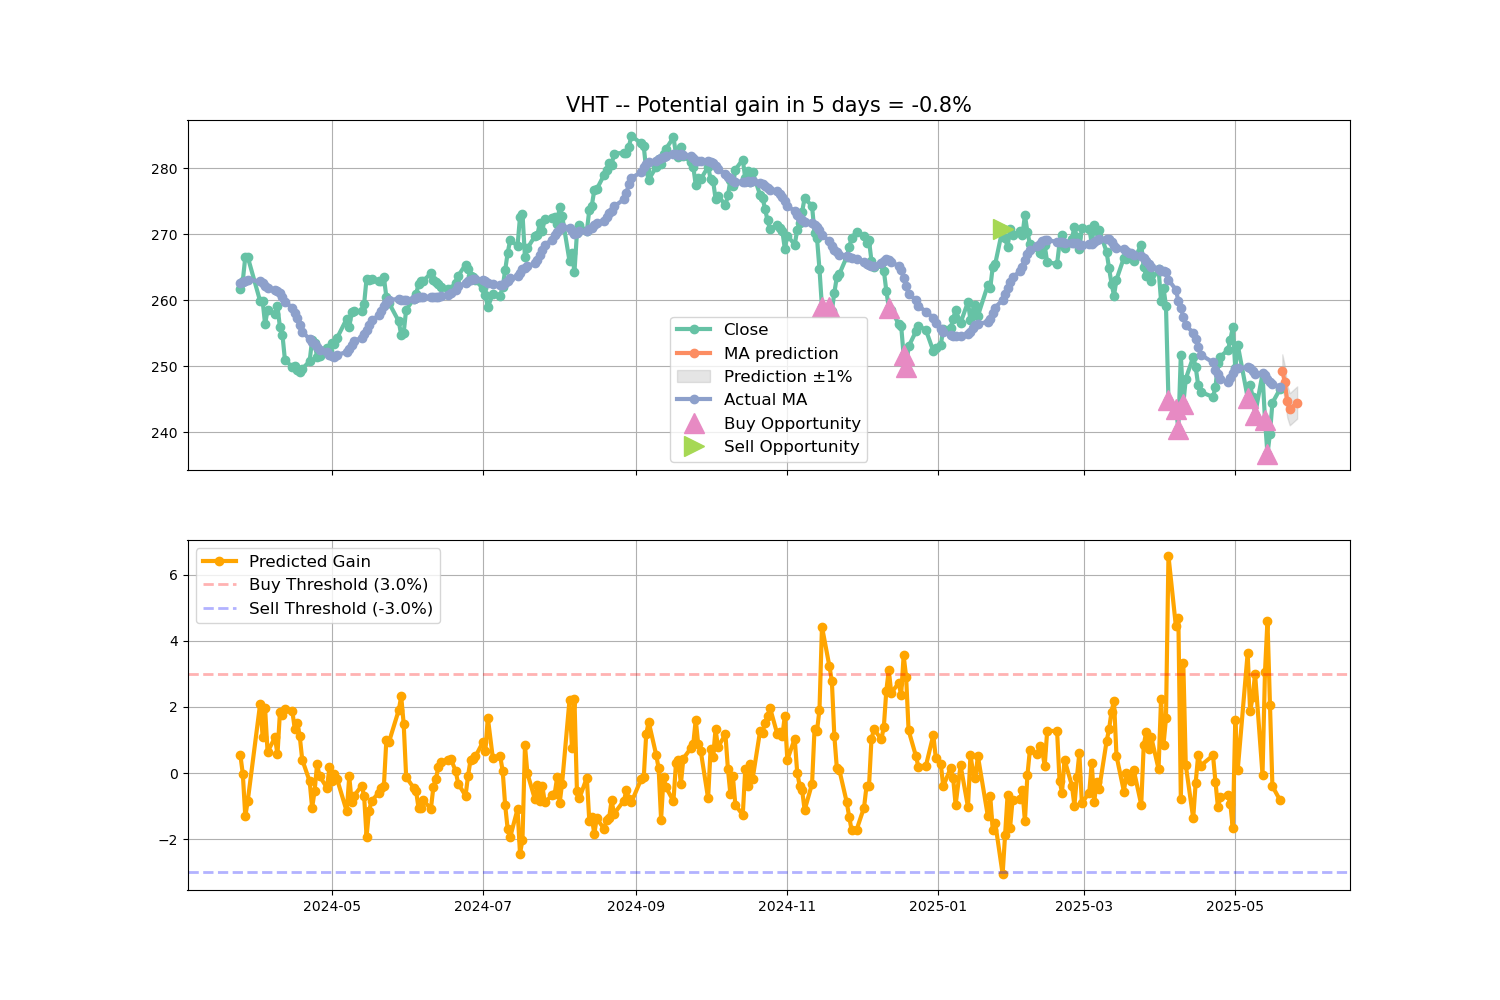 VHT -- Potential gain in 5 days = -0.8%
280
270
260
250
240
Close
MA prediction
Prediction ±1%
Actual MA
Buy Opportunity
Sell Opportunity
Predicted Gain
Buy Threshold (3.0%)
Sell Threshold (-3.0%)
6
4
2
0
−2
2024-05
2024-07
2024-09
2024-11
2025-01
2025-03
2025-05